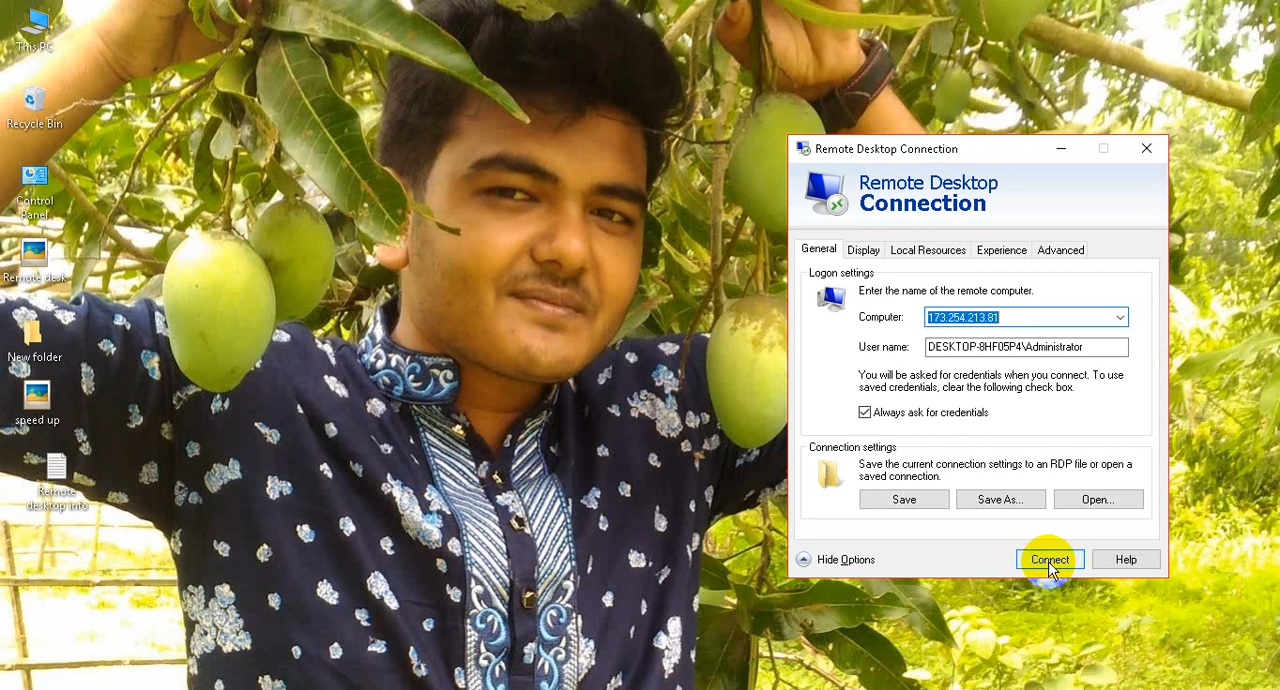 This PC
Recycle Bin
Control
Panel
Remote desk
New folder
speed up
Remote
desktop info
Remote Desktop Connection
Remote Desktop
Connection
General Display Local Resources Experience Advanced
Logon settings
Enter the name of the remote computer.
Computer: 173.254.213.81
User name: DESKTOP-8HF05P4\Administrator
You will be asked for credentials when you connect. To use
saved credentials, clear the following check box.
Always ask for credentials
Connection settings
Save the current connection settings to an RDP file or open a
saved connection.
Save Save As... Open...
Hide Options Connect Help